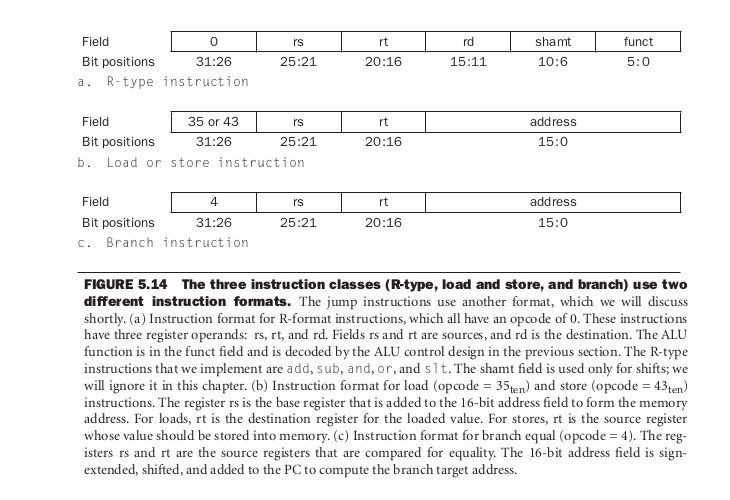 Field 0 rs rt rd shamt funct
Bit positions 31:26 25:21 20:16 15:11 10:6 5:0
a. R-type instruction
Field 35 or 43 rs rt address
Bit positions 31:26 25:21 20:16 15:0
b. Load or store instruction
Field 4 rs rt address
Bit positions 31:26 25:21 20:16 15:0
c. Branch instruction
FIGURE 5.14 The three instruction classes (R-type, load and store, and branch) use two
different instruction formats. The jump instructions use another format, which we will discuss
shortly. (a) Instruction format for R-format instructions, which all have an opcode of 0. These instructions
have three register operands: rs, rt, and rd. Fields rs and rt are sources, and rd is the destination. The ALU
function is in the funct field and is decoded by the ALU control design in the previous section. The R-type
instructions that we implement are add, sub, and, or, and slt. The shamt field is used only for shifts; we
will ignore it in this chapter. (b) Instruction format for load (opcode = 35ten) and store (opcode = 43ten)
instructions. The register rs is the base register that is added to the 16-bit address field to form the memory
address. For loads, rt is the destination register for the loaded value. For stores, rt is the source register
whose value should be stored into memory. (c) Instruction format for branch equal (opcode = 4). The reg-
isters rs and rt are the source registers that are compared for equality. The 16-bit address field is sign-
extended, shifted, and added to the PC to compute the branch target address.